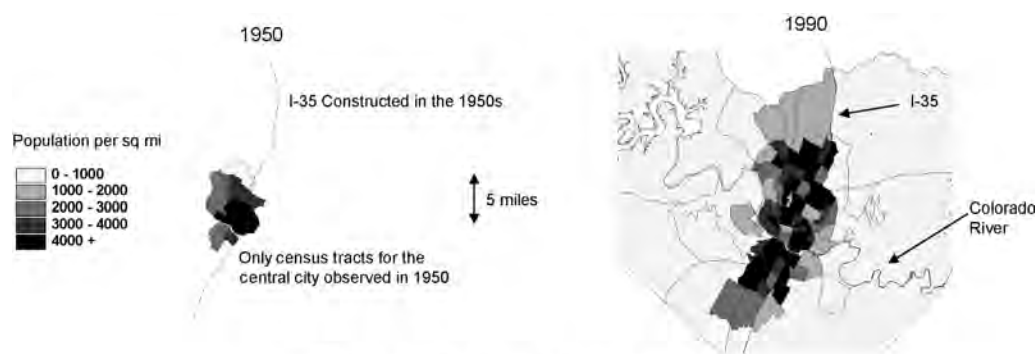 1950
I-35 Constructed in the 1950s
Population per sq mi
0 - 1000
1000 - 2000
2000 - 3000
3000 - 4000
4000 +
5 miles
Only census tracts for the
central city observed in 1950
1990
I-35
Colorado
River